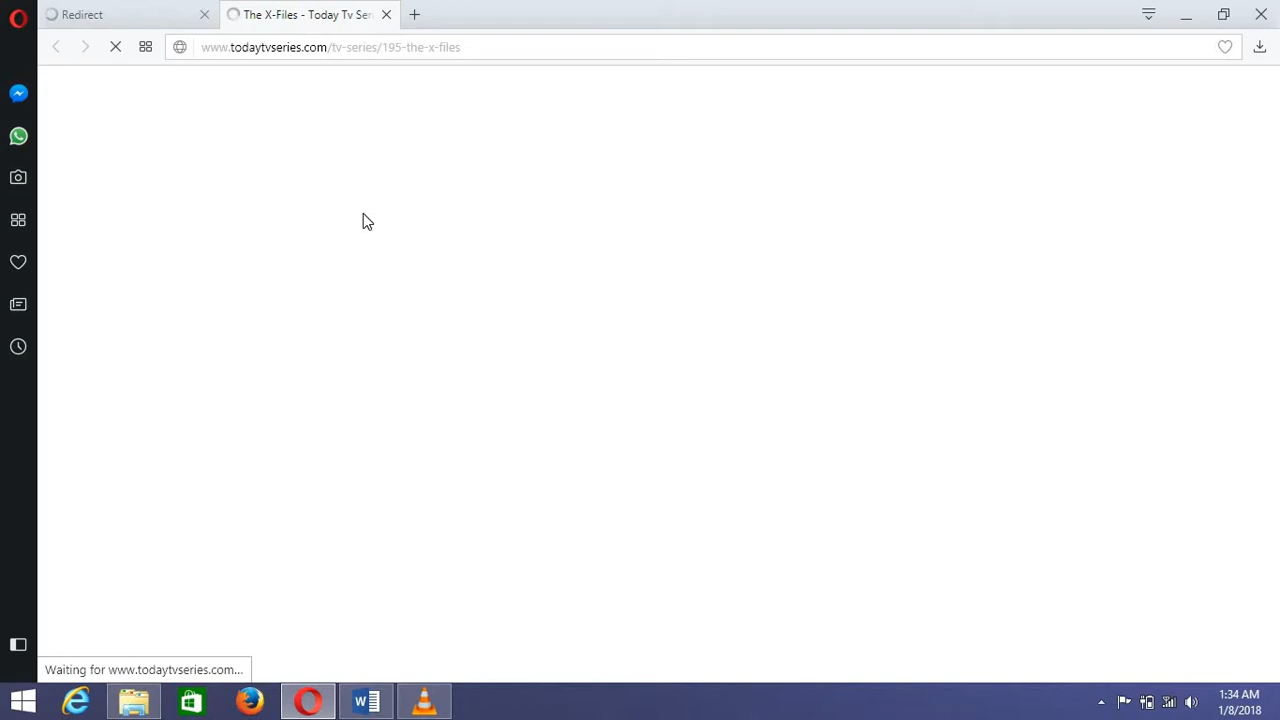 Redirect
The X-Files - Today Tv Ser
www.todaytvseries.com/tv-series/195-the-x-files
Waiting for www.todaytvseries.com...
1:34 AM
1/8/2018